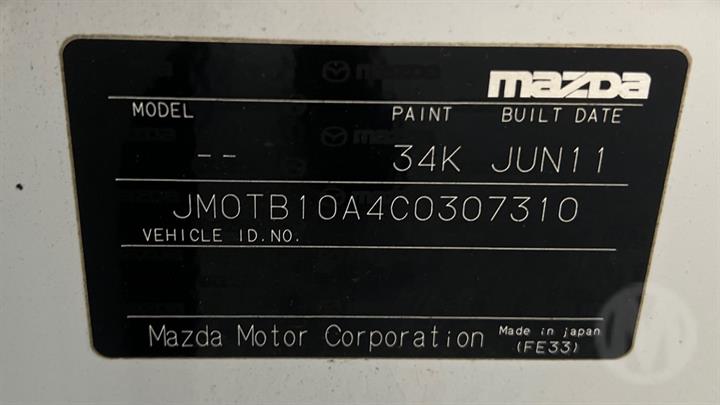 mazda
MODEL PAINT BUILT DATE
-- 34K JUN11
JM0TB10A4C0307310
VEHICLE ID.NO.
Mazda Motor Corporation Made in japan
(FE33)